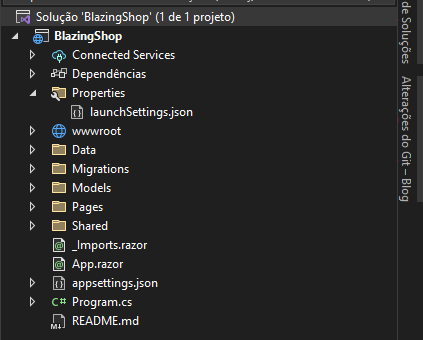 Solução 'BlazingShop' (1 de 1 projeto)
BlazingShop
Connected Services
Dependências
Properties
launchSettings.json
wwwroot
Data
Migrations
Models
Pages
Shared
_Imports.razor
App.razor
appsettings.json
Program.cs
README.md
de Soluções
Alterações do Git – Blog